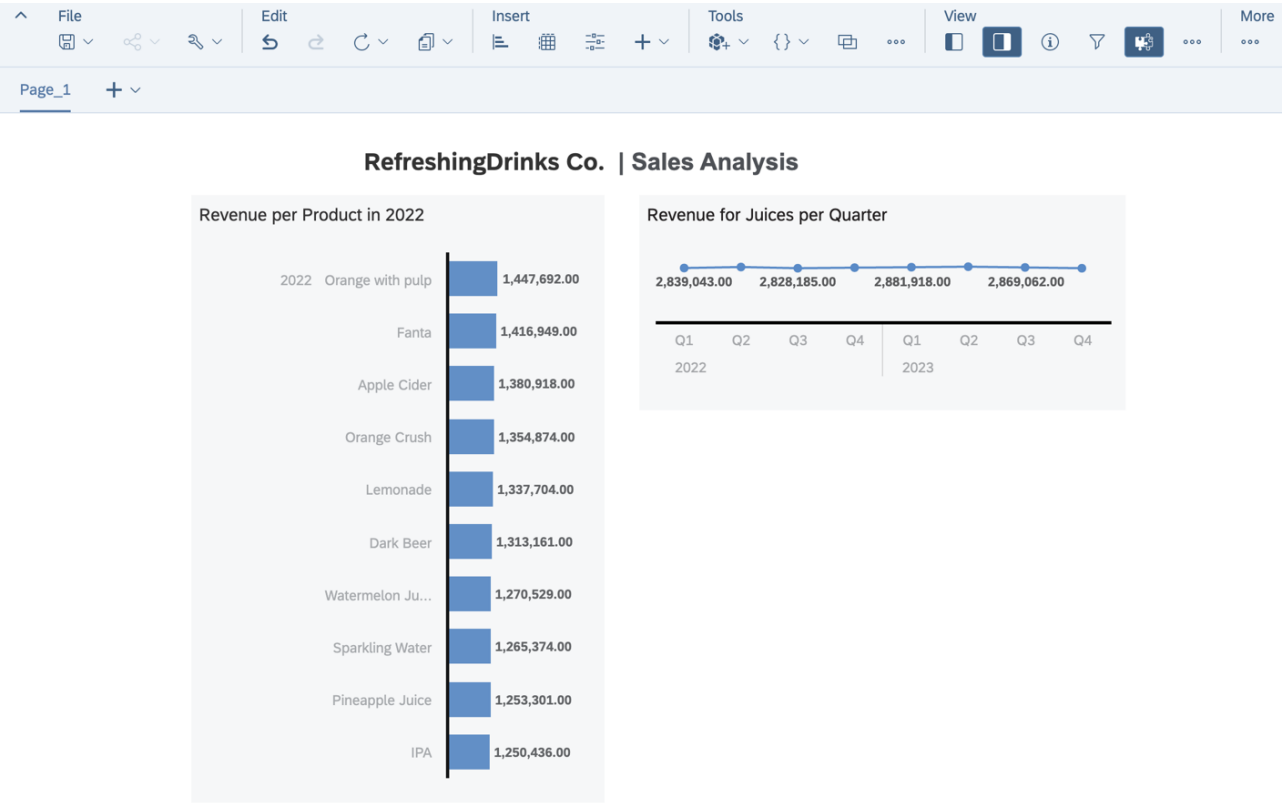 File Edit Insert Tools View More
Page_1
RefreshingDrinks Co. | Sales Analysis
Revenue per Product in 2022
2022 Orange with pulp 1,447,692.00
Fanta 1,416,949.00
Apple Cider 1,380,918.00
Orange Crush 1,354,874.00
Lemonade 1,337,704.00
Dark Beer 1,313,161.00
Watermelon Ju... 1,270,529.00
Sparkling Water 1,265,374.00
Pineapple Juice 1,253,301.00
IPA 1,250,436.00
Revenue for Juices per Quarter
2,839,043.00 2,828,185.00 2,881,918.00 2,869,062.00
Q1 Q2 Q3 Q4 Q1 Q2 Q3 Q4
2022 2023